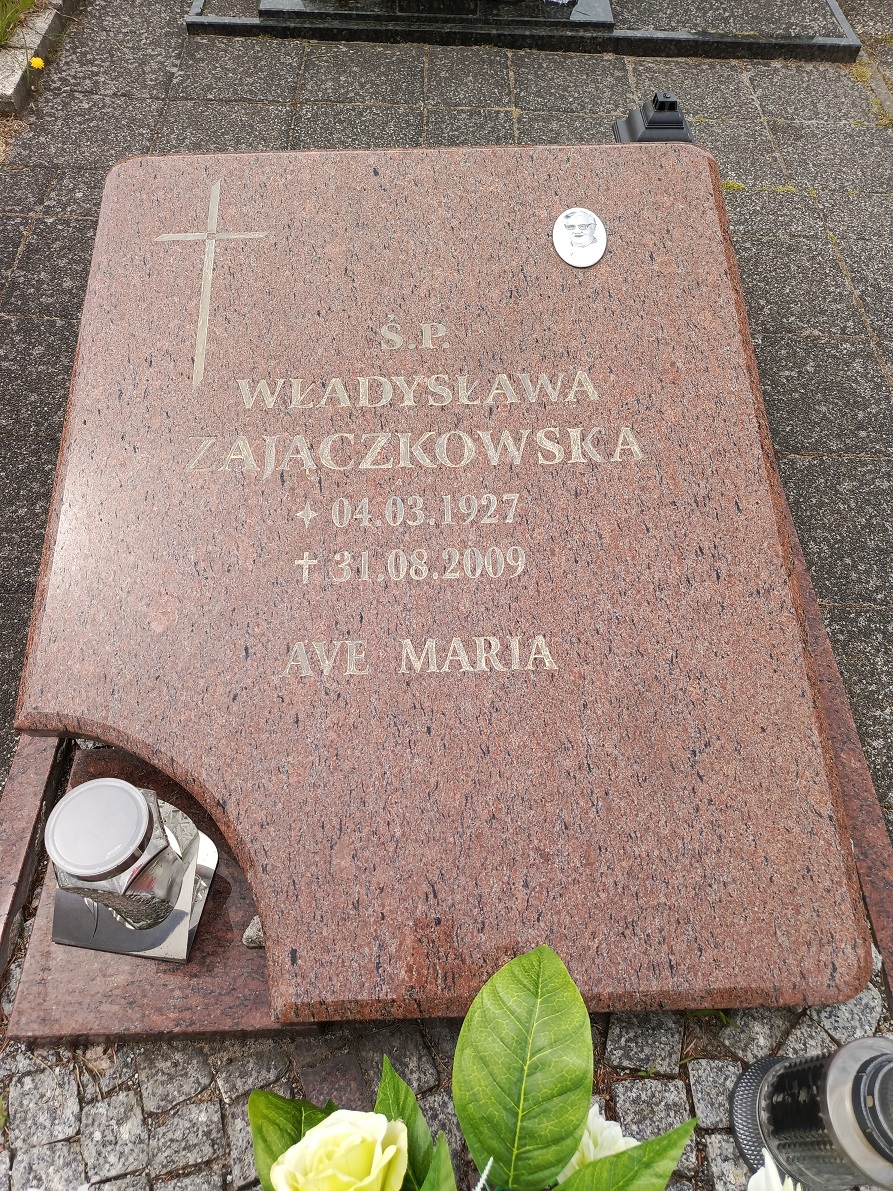 Ś.P.
WŁADYSŁAWA
ZAJĄCZKOWSKA
✦ 04.03.1927
✝ 31.08.2009
AVE MARIA